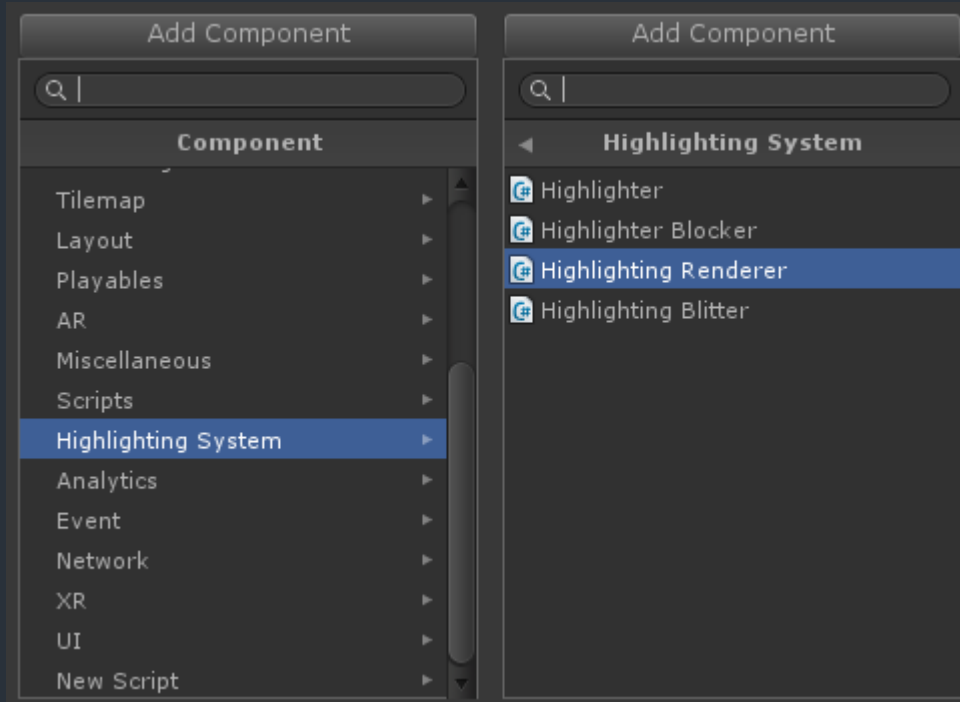 Add Component
Component
Tilemap
Layout
Playables
AR
Miscellaneous
Scripts
Highlighting System
Analytics
Event
Network
XR
UI
New Script
Add Component
Highlighting System
Highlighter
Highlighter Blocker
Highlighting Renderer
Highlighting Blitter